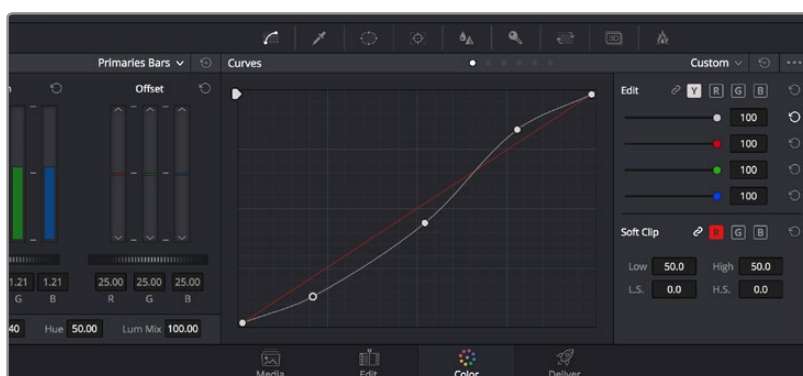 Primaries Bars
Curves
Custom
Offset
Edit
Y R G B
100
100
100
100
Soft Clip
R G B
Low 50.0 High 50.0
L.S. 0.0 H.S. 0.0
1.21 1.21 25.00 25.00 25.00
G B R G B
40 Hue 50.00 Lum Mix 100.00
Media Edit Color Deliver
3D